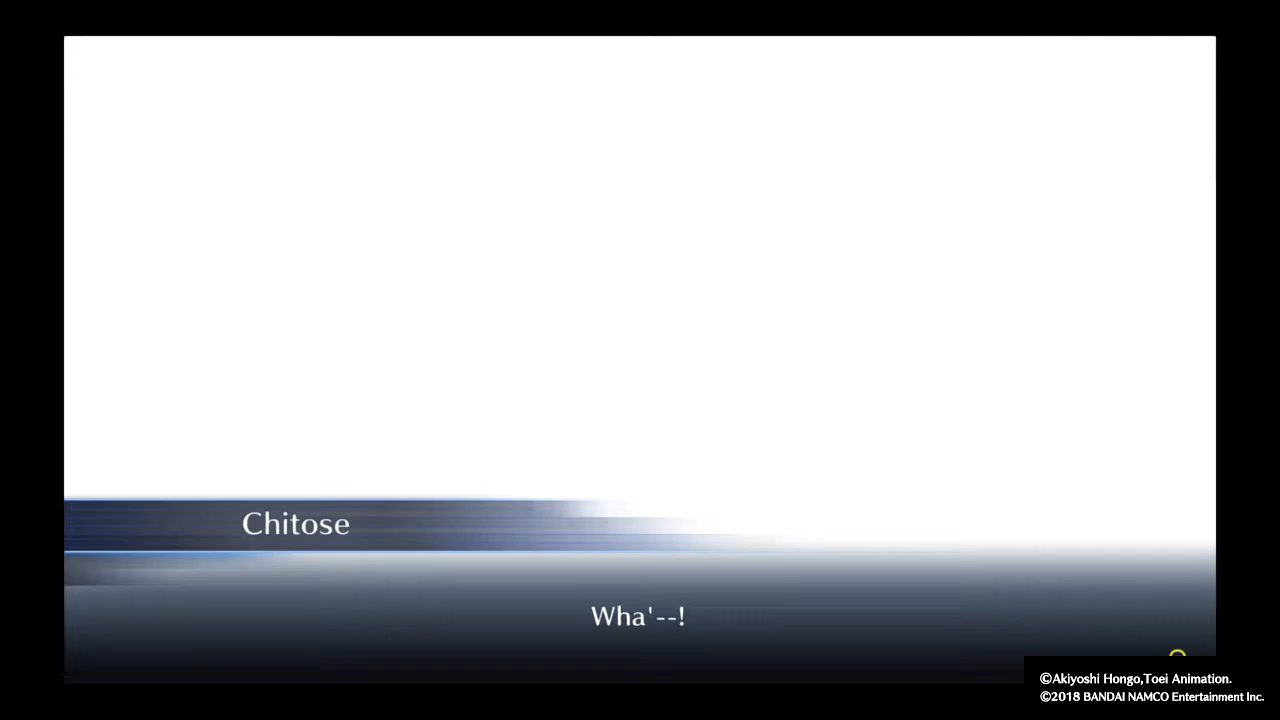 Chitose
Wha'--!
©Akiyoshi Hongo,Toei Animation.
©2018 BANDAI NAMCO Entertainment Inc.